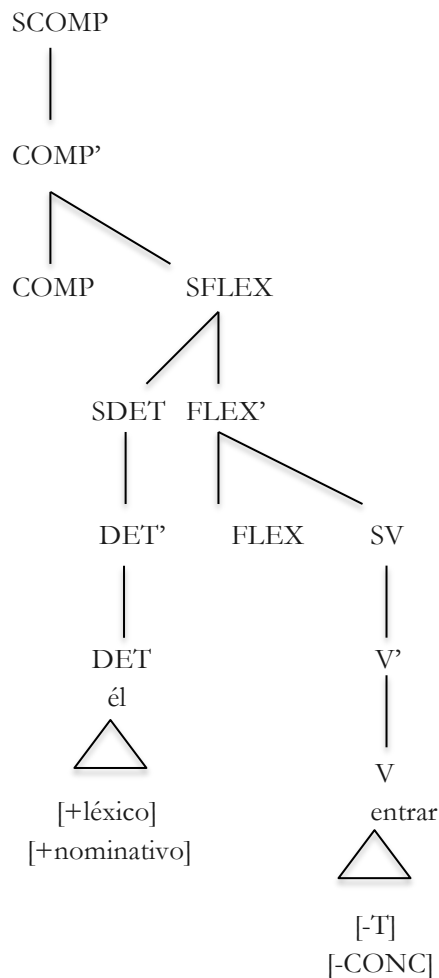 SCOMP
COMP’
COMP SFLEX
SDET FLEX’
DET’ FLEX SV
DET V’
él
V
[+léxico] entrar
[+nominativo]
[-T]
[-CONC]